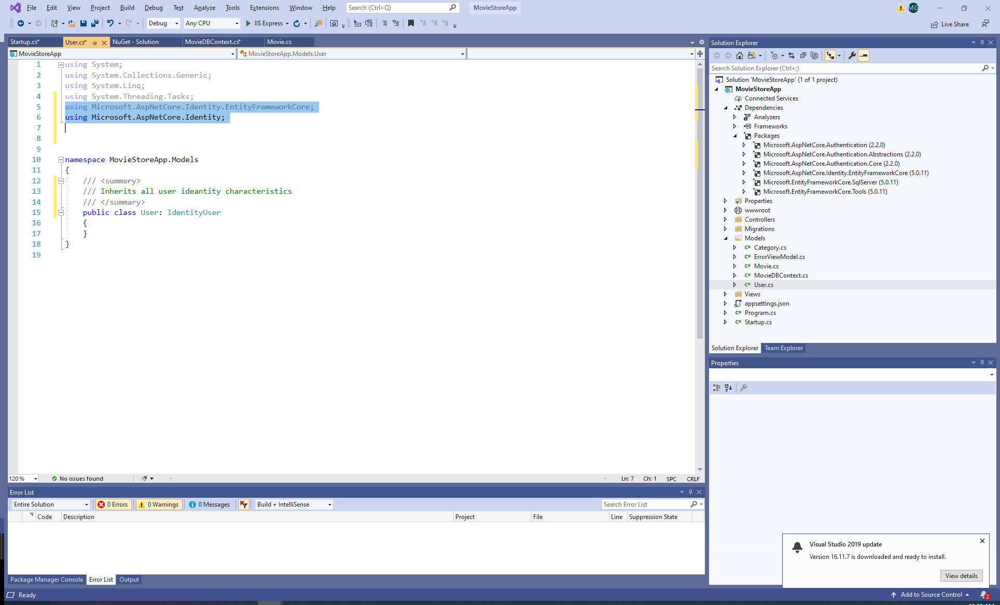 File Edit View Project Build Debug Test Analyze Tools Extensions Window Help Search (Ctrl+Q) MovieStoreApp MG
Debug Any CPU IIS Express Live Share
Startup.cs* User.cs* NuGet - Solution MovieDBContext.cs* Movie.cs
MovieStoreApp MovieStoreApp.Models.User
1 using System;
2 using System.Collections.Generic;
3 using System.Linq;
4 using System.Threading.Tasks;
5 using Microsoft.AspNetCore.Identity.EntityFrameworkCore;
6 using Microsoft.AspNetCore.Identity;
7
8
9
10 namespace MovieStoreApp.Models
11 {
12 /// <summary>
13 /// Inherits all user ideantity characteristics
14 /// </summary>
15 public class User: IdentityUser
16 {
17 }
18 }
19
120 % No issues found Ln: 7 Ch: 1 SPC CRLF
Error List
Entire Solution 0 Errors 0 Warnings 0 Messages Build + IntelliSense Search Error List
Code Description Project File Line Suppression State
Package Manager Console Error List Output
Solution Explorer
Search Solution Explorer (Ctrl+;)
Solution 'MovieStoreApp' (1 of 1 project)
MovieStoreApp
Connected Services
Dependencies
Analyzers
Frameworks
Packages
Microsoft.AspNetCore.Authentication (2.2.0)
Microsoft.AspNetCore.Authentication.Abstractions (2.2.0)
Microsoft.AspNetCore.Authentication.Core (2.2.0)
Microsoft.AspNetCore.Identity.EntityFrameworkCore (5.0.11)
Microsoft.EntityFrameworkCore.SqlServer (5.0.11)
Microsoft.EntityFrameworkCore.Tools (5.0.11)
Properties
wwwroot
Controllers
Migrations
Models
C# Category.cs
C# ErrorViewModel.cs
C# Movie.cs
C# MovieDBContext.cs
C# User.cs
Views
appsettings.json
C# Program.cs
C# Startup.cs
Solution Explorer Team Explorer
Properties
Visual Studio 2019 update
Version 16.11.7 is downloaded and ready to install.
View details
Ready Add to Source Control 2